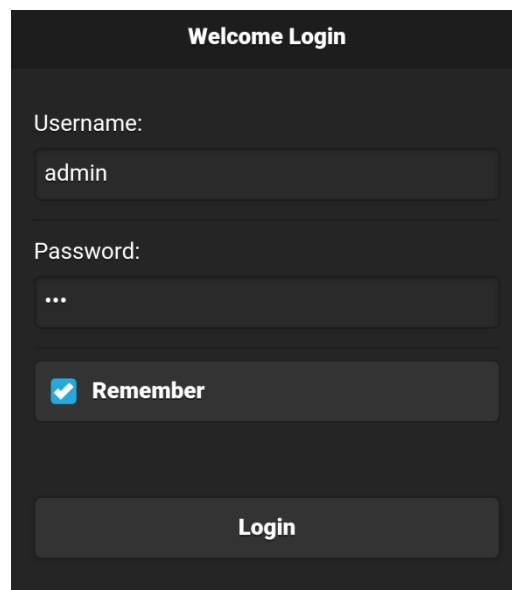 Welcome Login
Username:
admin
Password:
•••
Remember
Login